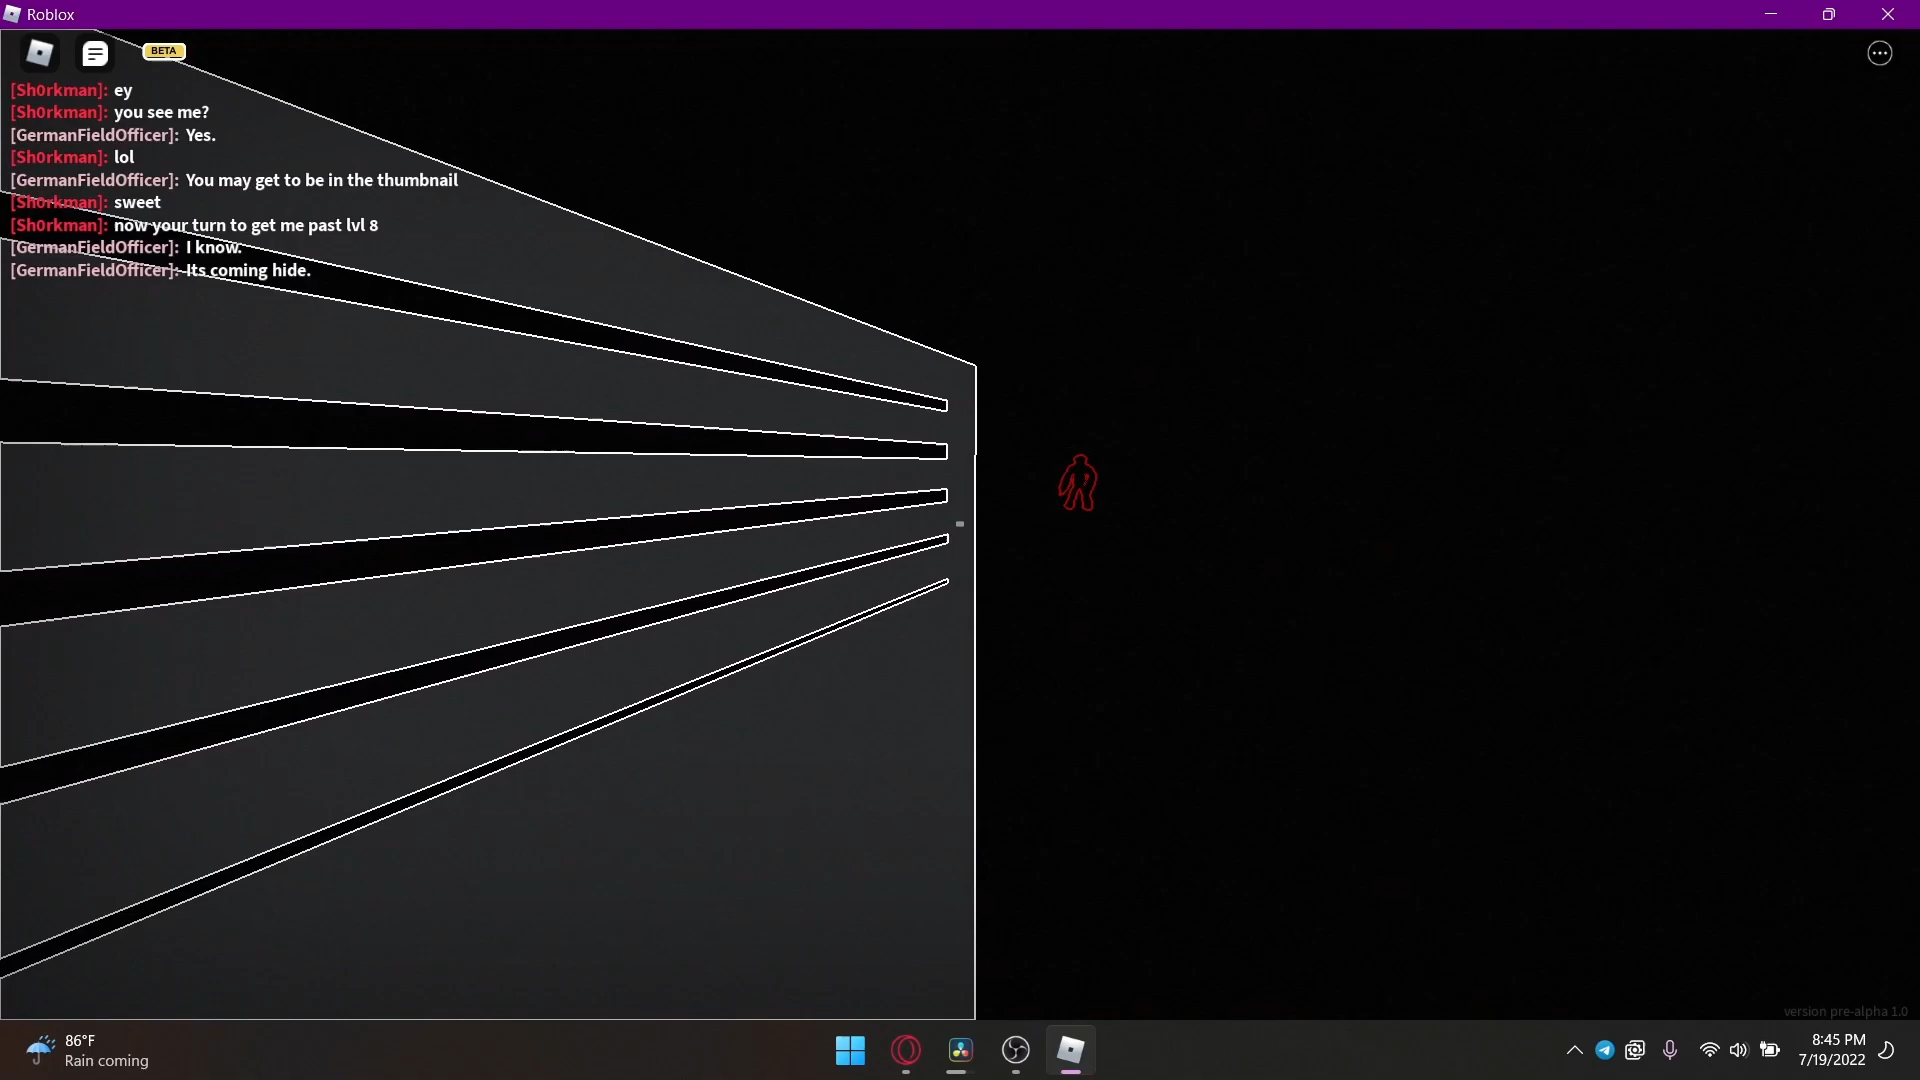 Roblox
BETA
[Sh0rkman]: ey
[Sh0rkman]: you see me?
[GermanFieldOfficer]: Yes.
[Sh0rkman]: lol
[GermanFieldOfficer]: You may get to be in the thumbnail
[Sh0rkman]: sweet
[Sh0rkman]: now your turn to get me past lvl 8
[GermanFieldOfficer]: I know.
[GermanFieldOfficer]: Its coming hide.
version pre-alpha 1.0
86°F
Rain coming
8:45 PM
7/19/2022